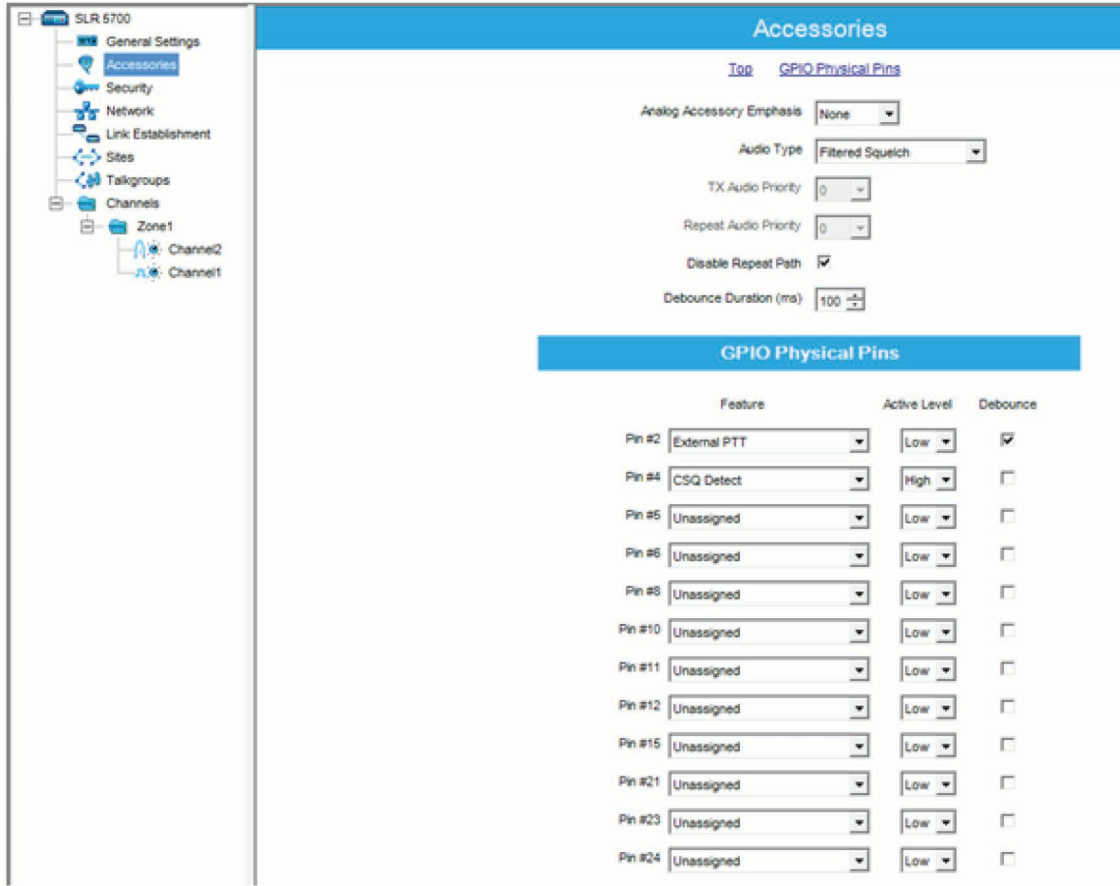 SLR 5700
General Settings
Accessories
Security
Network
Link Establishment
Sites
Talkgroups
Channels
Zone1
Channel2
Channel1
Accessories
Top GPIO Physical Pins
Analog Accessory Emphasis None
Audio Type Filtered Squelch
TX Audio Priority 0
Repeat Audio Priority 0
Disable Repeat Path
Debounce Duration (ms) 100
GPIO Physical Pins
Feature Active Level Debounce
Pin #2 External PTT Low
Pin #4 CSQ Detect High
Pin #5 Unassigned Low
Pin #6 Unassigned Low
Pin #8 Unassigned Low
Pin #10 Unassigned Low
Pin #11 Unassigned Low
Pin #12 Unassigned Low
Pin #15 Unassigned Low
Pin #21 Unassigned Low
Pin #23 Unassigned Low
Pin #24 Unassigned Low